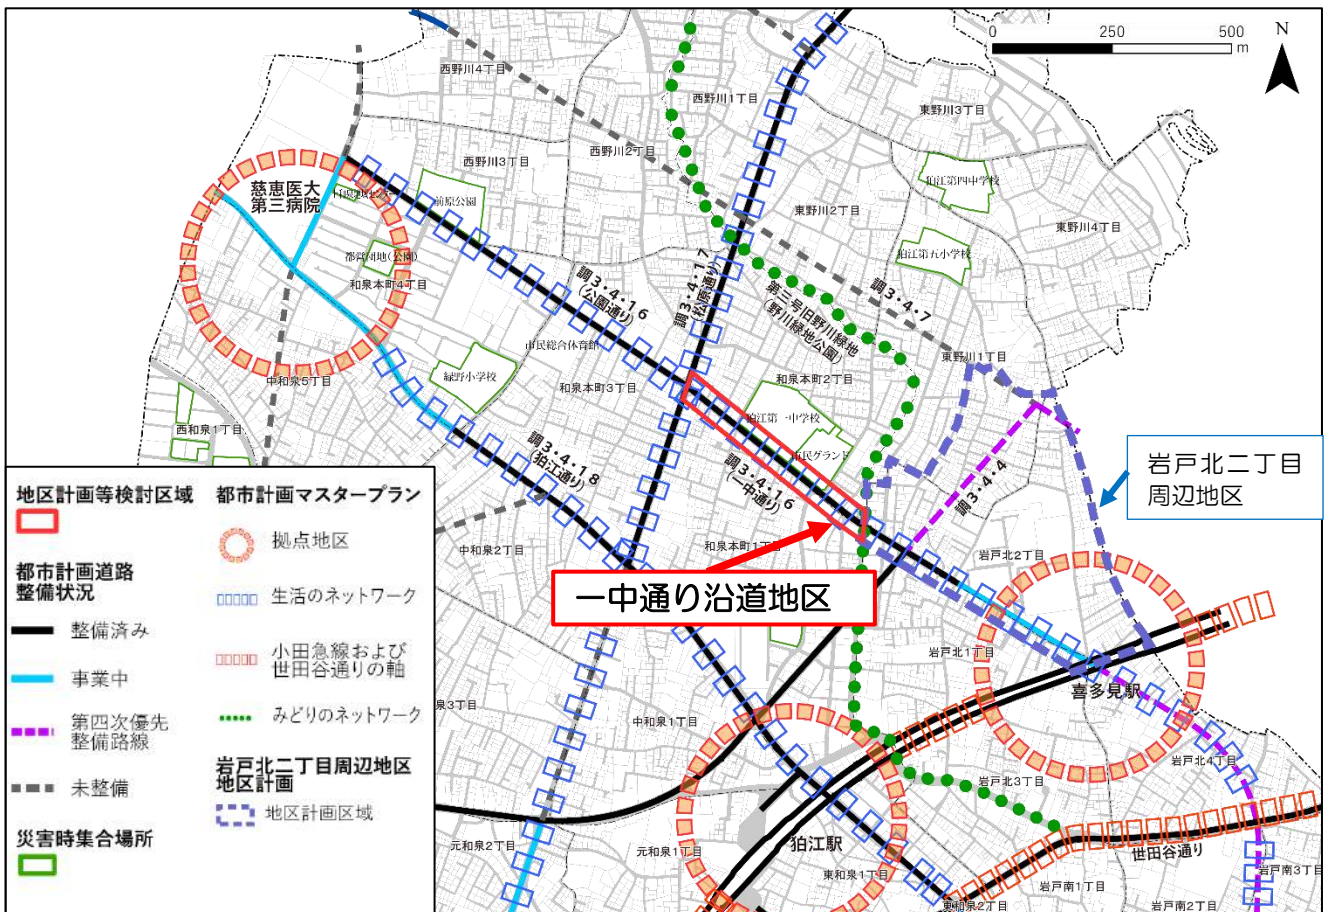 0
250
500
m
N
西野川4丁目
西野川1丁目
東野川3丁目
西野川3丁目
西野川2丁目
狛江第四中学校
慈恵医大
第三病院
前原公園
東野川2丁目
東野川4丁目
狛江第五小学校
都営団地(公園)
和泉本町4丁目
調3・4・16
(公園通り)
調3・4・17
(松原通り)
第三号旧野川緑地
(野川緑地公園)
調3・4・7
市民総合体育館
東野川1丁目
中和泉5丁目
緑野小学校
和泉本町3丁目
和泉本町2丁目
狛江第一中学校
西和泉1丁目
市民グランド
調3・4・18
(狛江通り)
調3・4・16
(一中通り)
調3・4・4
岩戸北二丁目
周辺地区
中和泉2丁目
和泉本町1丁目
岩戸北2丁目
一中通り沿道地区
岩戸北1丁目
喜多見駅
泉3丁目
中和泉1丁目
岩戸北4丁目
岩戸北3丁目
元和泉2丁目
元和泉1丁目
狛江駅
世田谷通り
東和泉1丁目
岩戸南3丁目
岩戸南1丁目
東和泉2丁目
岩戸南2丁目
地区計画等検討区域
都市計画道路
整備状況
整備済み
事業中
第四次優先
整備路線
未整備
災害時集合場所
都市計画マスタープラン
拠点地区
生活のネットワーク
小田急線および
世田谷通りの軸
みどりのネットワーク
岩戸北二丁目周辺地区
地区計画
地区計画区域